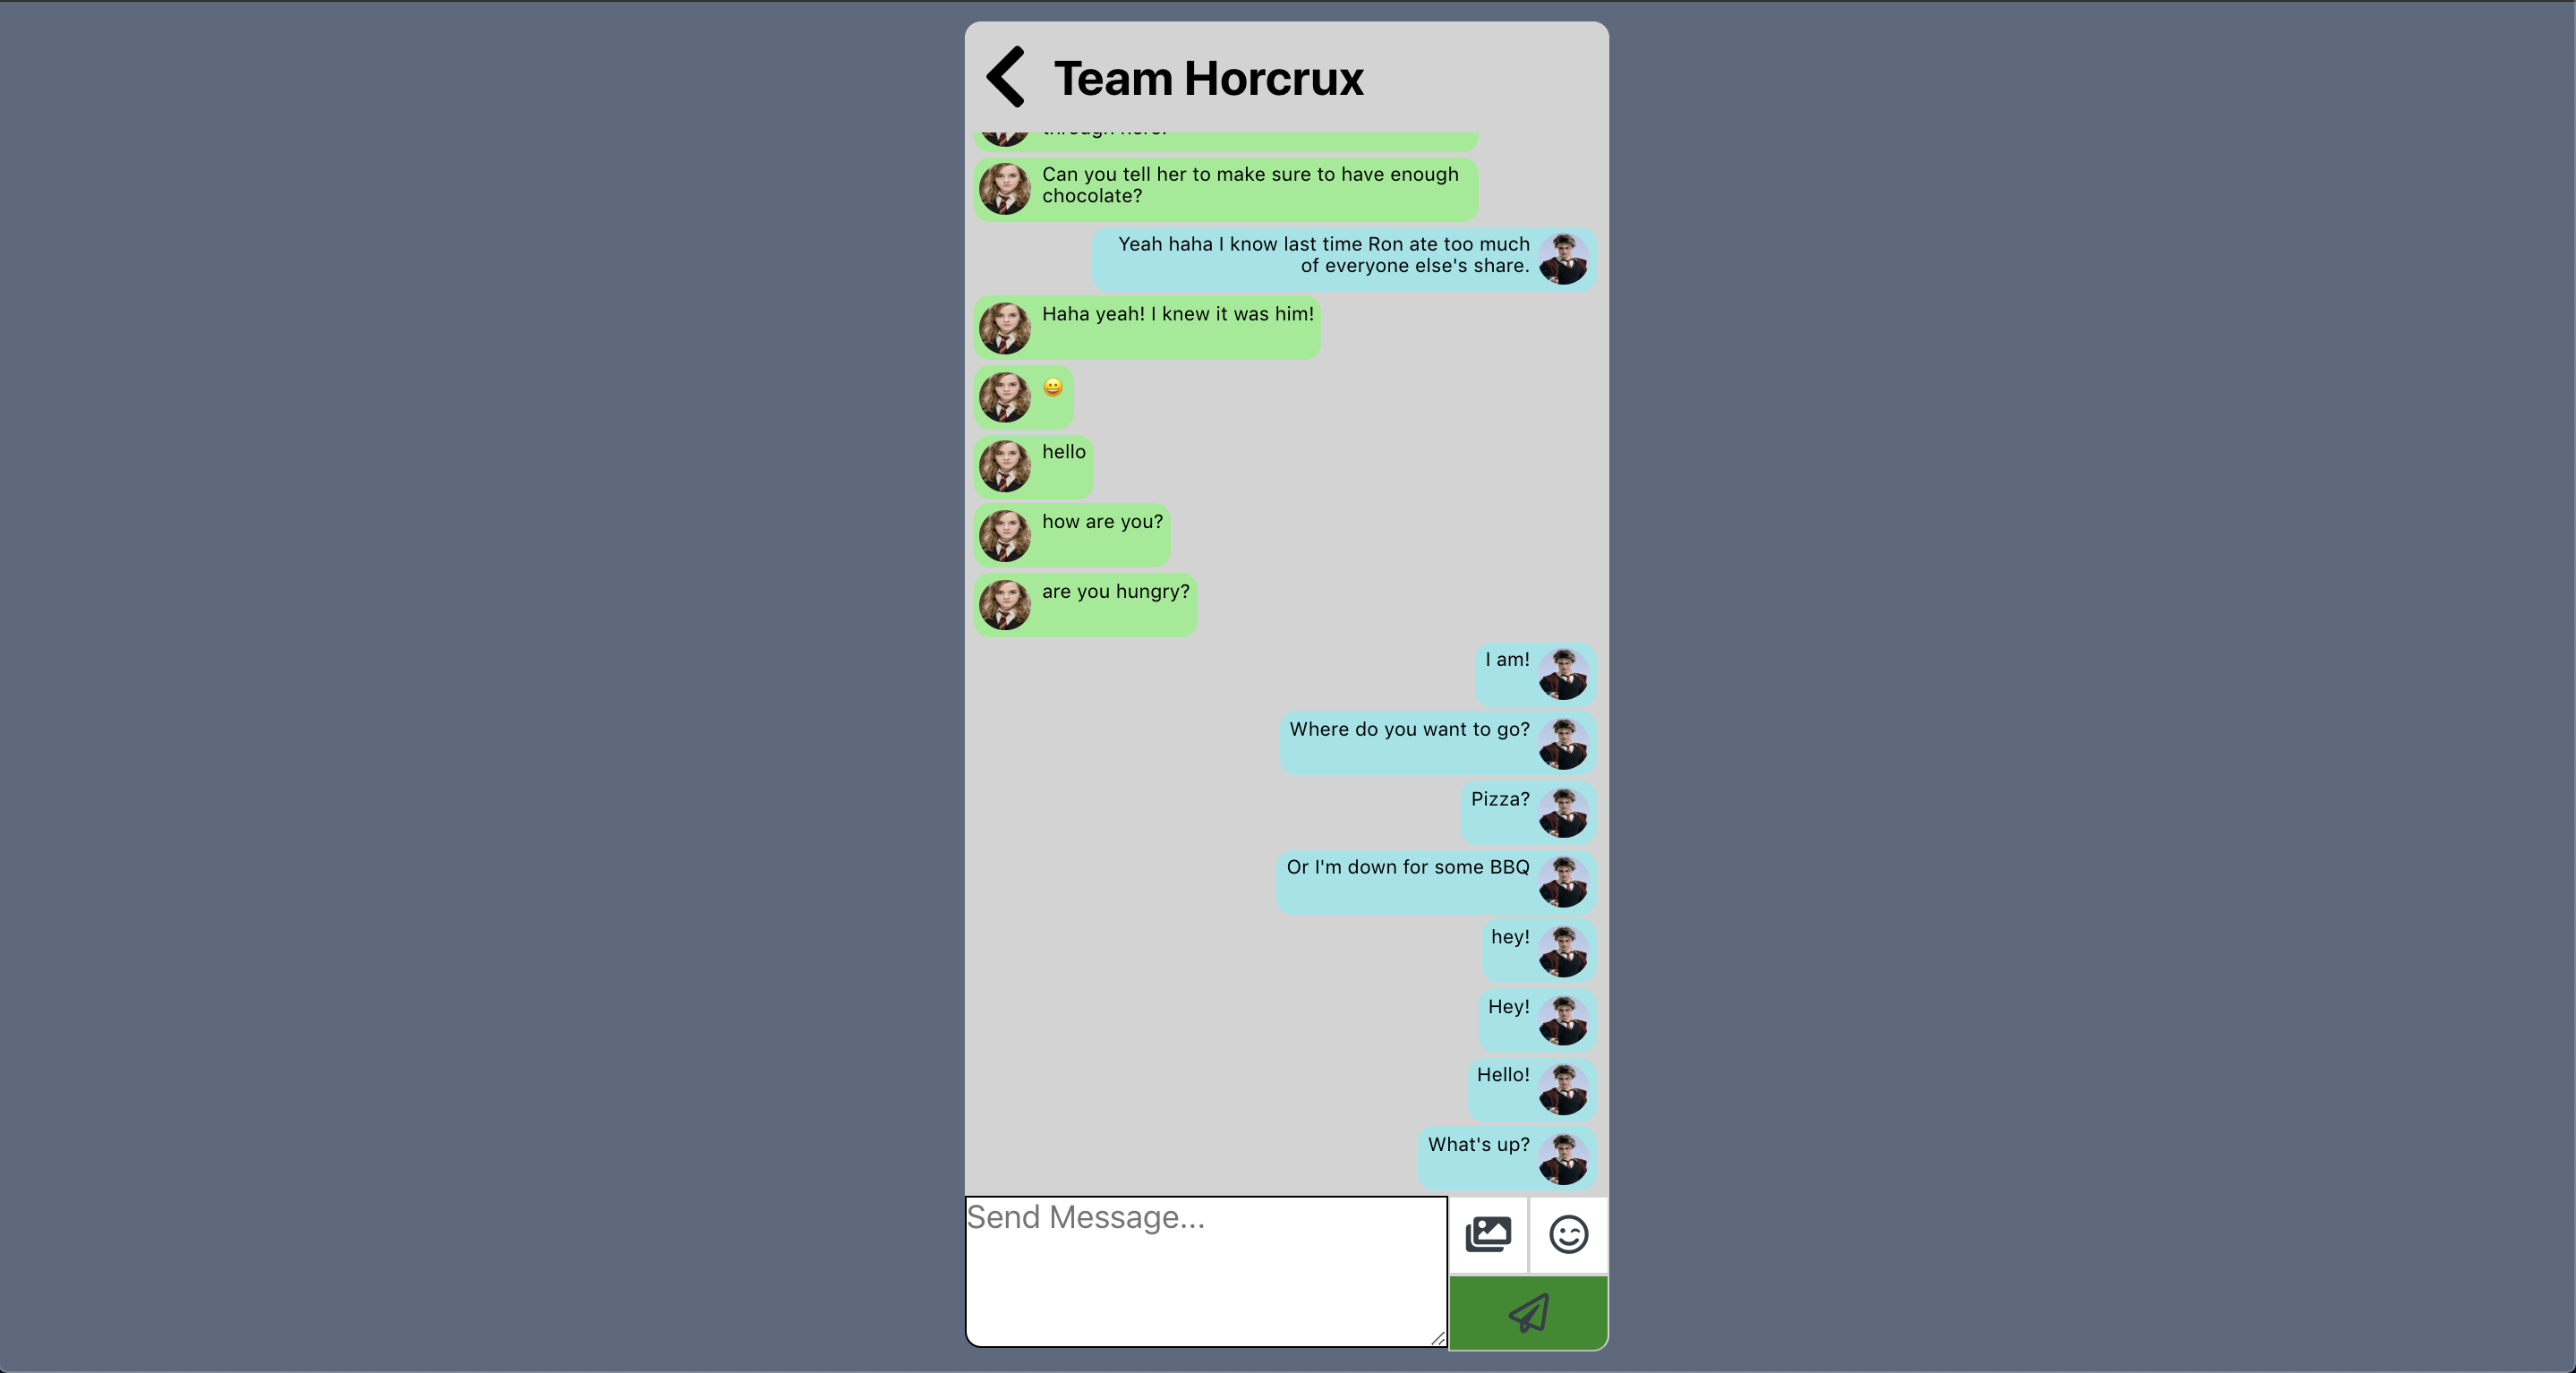 Team Horcrux
through here.
Can you tell her to make sure to have enough
chocolate?
Yeah haha I know last time Ron ate too much
of everyone else's share.
Haha yeah! I knew it was him!
😀
hello
how are you?
are you hungry?
I am!
Where do you want to go?
Pizza?
Or I'm down for some BBQ
hey!
Hey!
Hello!
What's up?
Send Message...